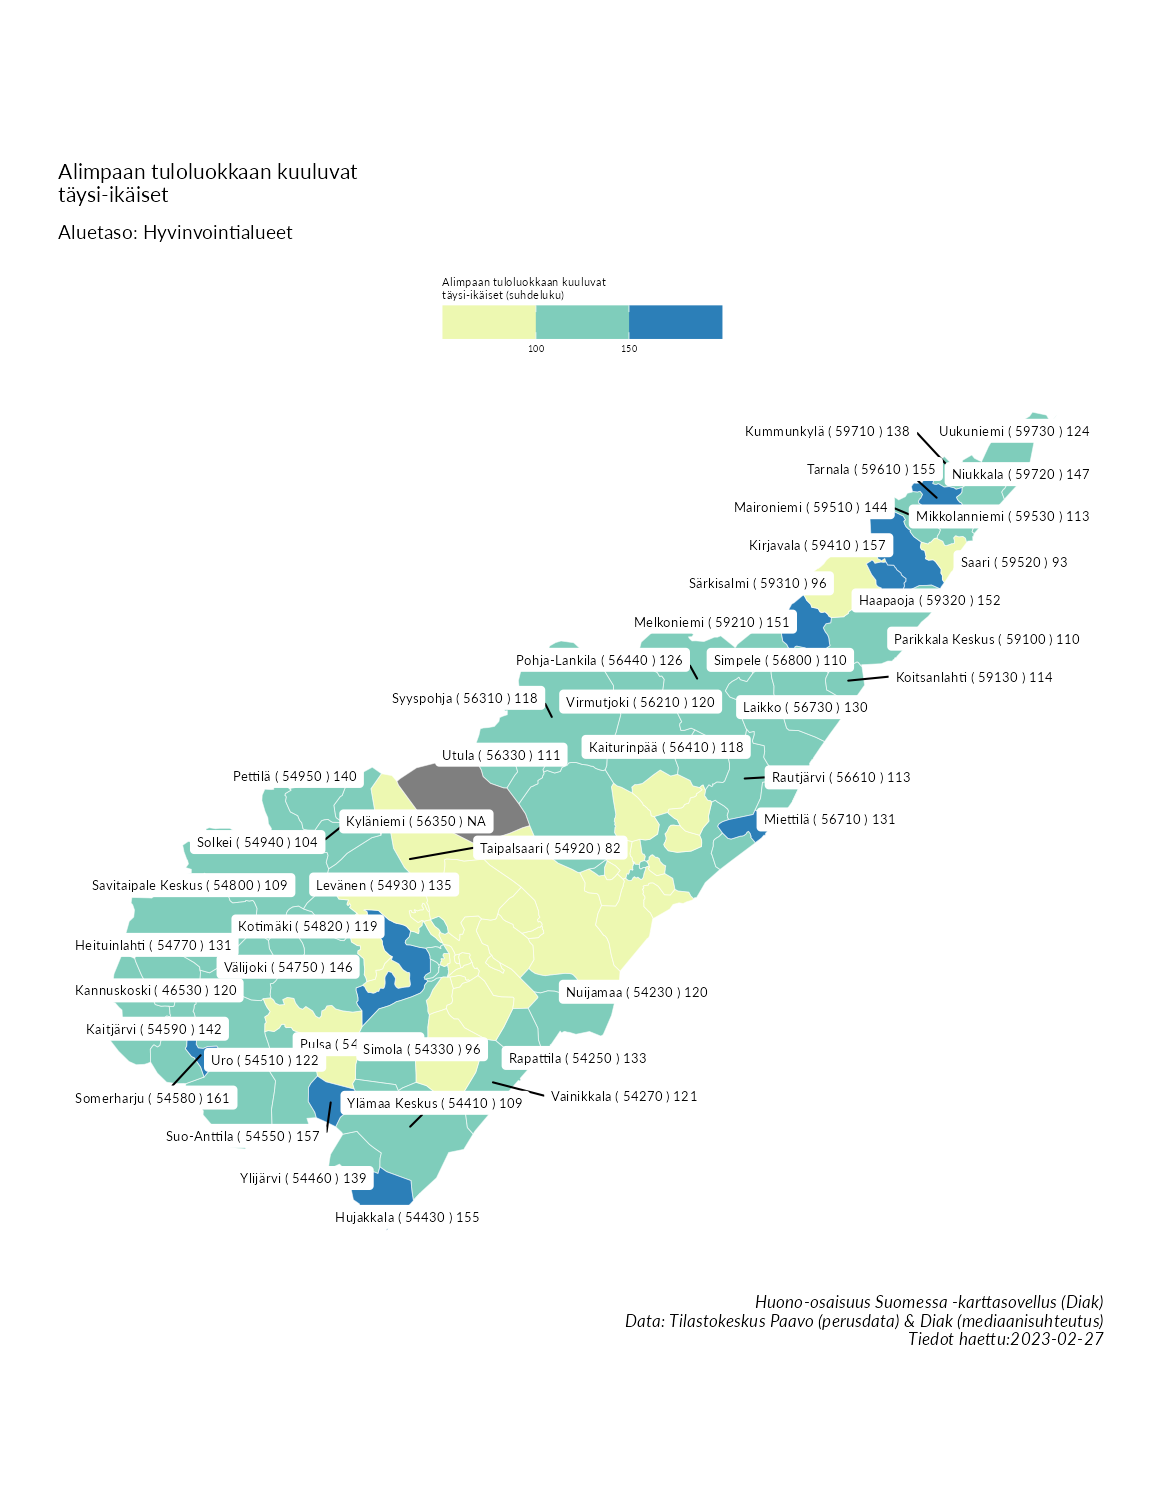 Alimpaan tuloluokkaan kuuluvat
täysi-ikäiset
Aluetaso: Hyvinvointialueet
Alimpaan tuloluokkaan kuuluvat
täysi-ikäiset (suhdeluku)
100 150
Kummunkylä ( 59710 ) 138
Uukuniemi ( 59730 ) 124
Tarnala ( 59610 ) 155
Niukkala ( 59720 ) 147
Maironiemi ( 59510 ) 144
Mikkolanniemi ( 59530 ) 113
Kirjavala ( 59410 ) 157
Saari ( 59520 ) 93
Särkisalmi ( 59310 ) 96
Haapaoja ( 59320 ) 152
Melkoniemi ( 59210 ) 151
Parikkala Keskus ( 59100 ) 110
Pohja-Lankila ( 56440 ) 126
Simpele ( 56800 ) 110
Koitsanlahti ( 59130 ) 114
Syyspohja ( 56310 ) 118
Virmutjoki ( 56210 ) 120
Laikko ( 56730 ) 130
Utula ( 56330 ) 111
Kaiturinpää ( 56410 ) 118
Pettilä ( 54950 ) 140
Rautjärvi ( 56610 ) 113
Kyläniemi ( 56350 ) NA
Miettilä ( 56710 ) 131
Solkei ( 54940 ) 104
Taipalsaari ( 54920 ) 82
Savitaipale Keskus ( 54800 ) 109
Levänen ( 54930 ) 135
Kotimäki ( 54820 ) 119
Heituinlahti ( 54770 ) 131
Välijoki ( 54750 ) 146
Kannuskoski ( 46530 ) 120
Nuijamaa ( 54230 ) 120
Kaitjärvi ( 54590 ) 142
Pulsa ( 54
Simola ( 54330 ) 96
Uro ( 54510 ) 122
Rapattila ( 54250 ) 133
Somerharju ( 54580 ) 161
Ylämaa Keskus ( 54410 ) 109
Vainikkala ( 54270 ) 121
Suo-Anttila ( 54550 ) 157
Ylijärvi ( 54460 ) 139
Hujakkala ( 54430 ) 155
Huono-osaisuus Suomessa -karttasovellus (Diak)
Data: Tilastokeskus Paavo (perusdata) & Diak (mediaanisuhteutus)
Tiedot haettu:2023-02-27